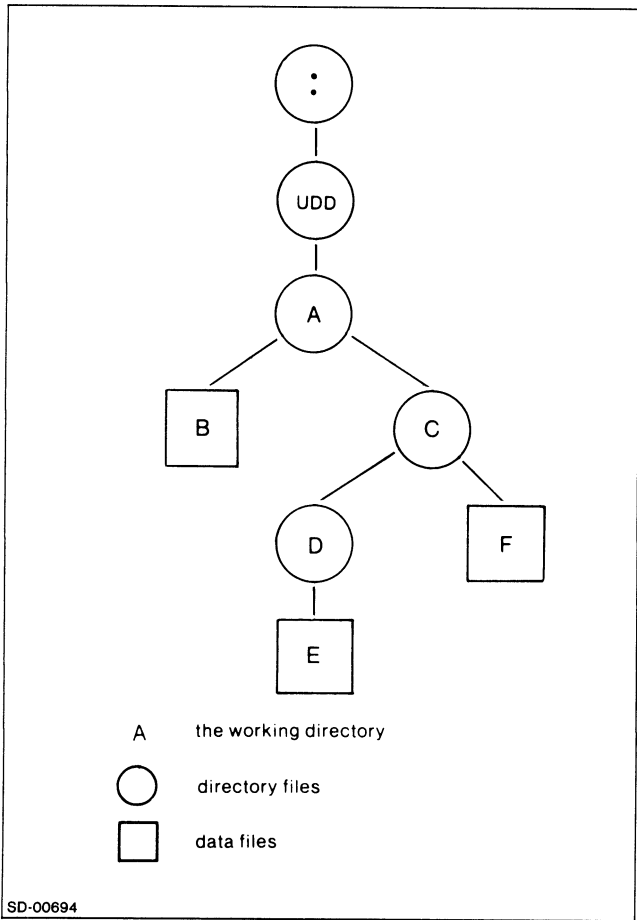 :
UDD
A
B
C
D
F
E
A the working directory
directory files
data files
SD-00694